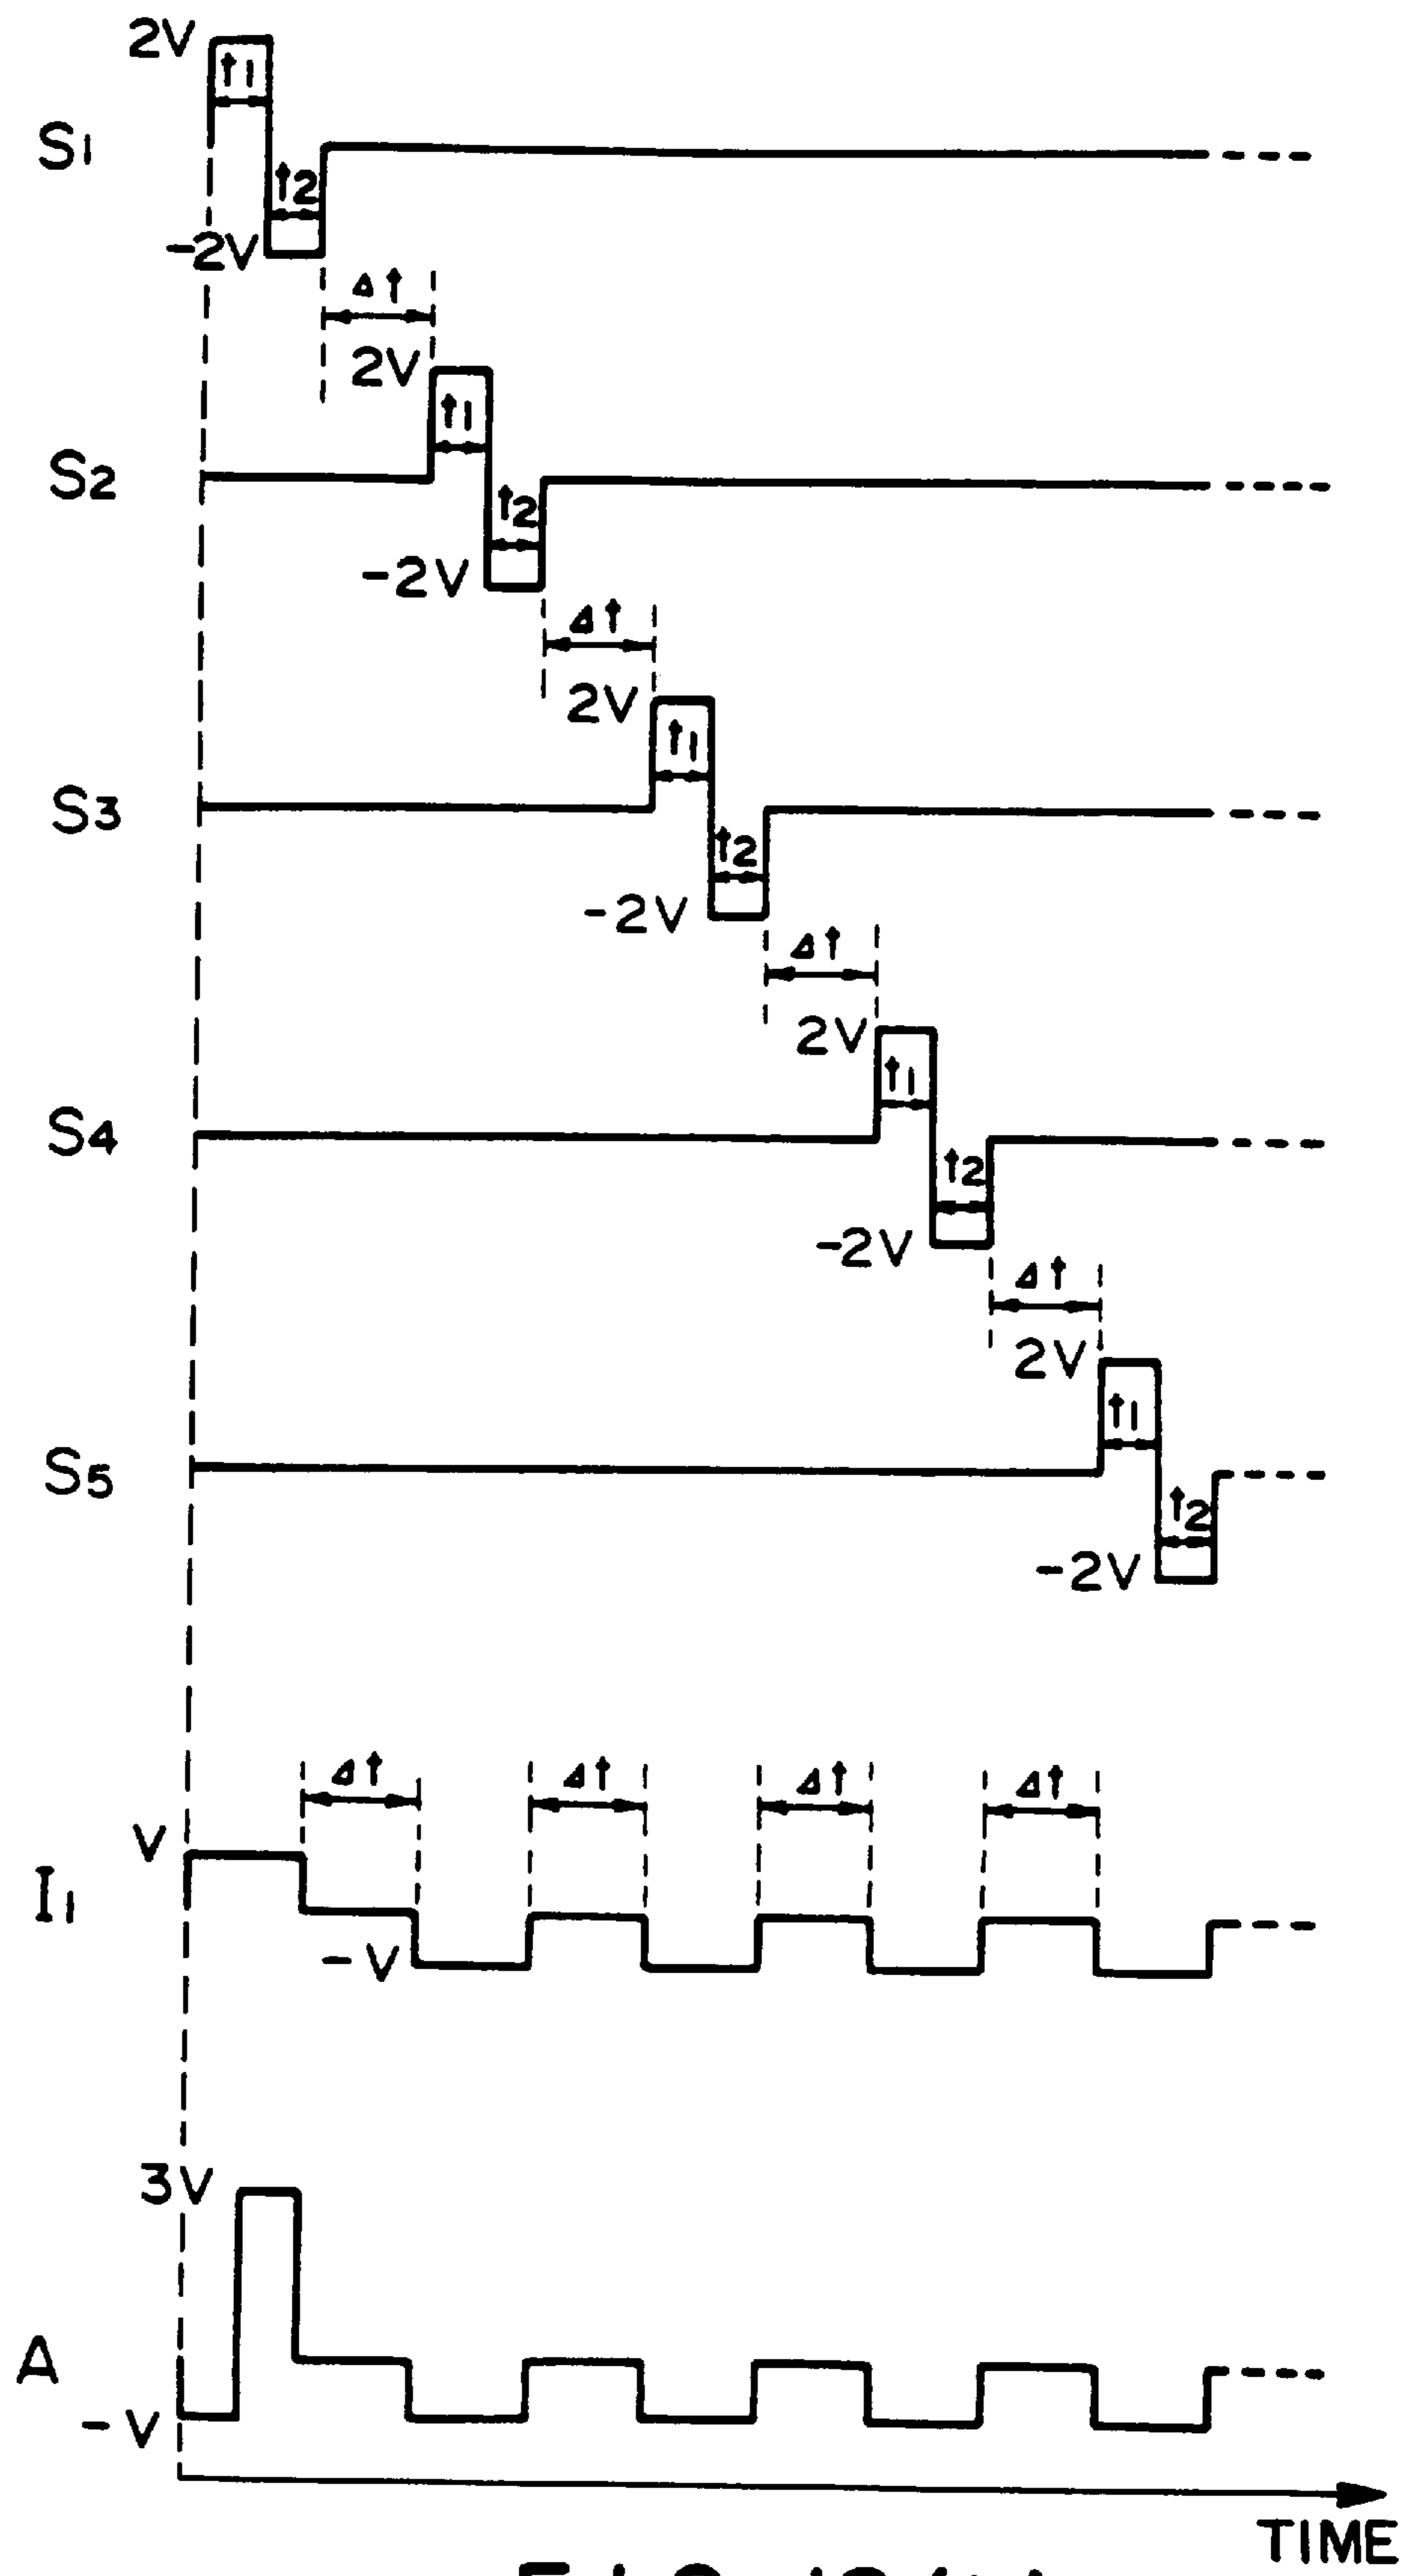 2V
t1
S1
t2
-2V
Δt
2V
t1
S2
t2
-2V
Δt
2V
t1
S3
t2
-2V
Δt
2V
t1
S4
t2
-2V
Δt
2V
t1
S5
t2
-2V
Δt Δt Δt Δt
V
I1
-V
3V
A
-V
TIME